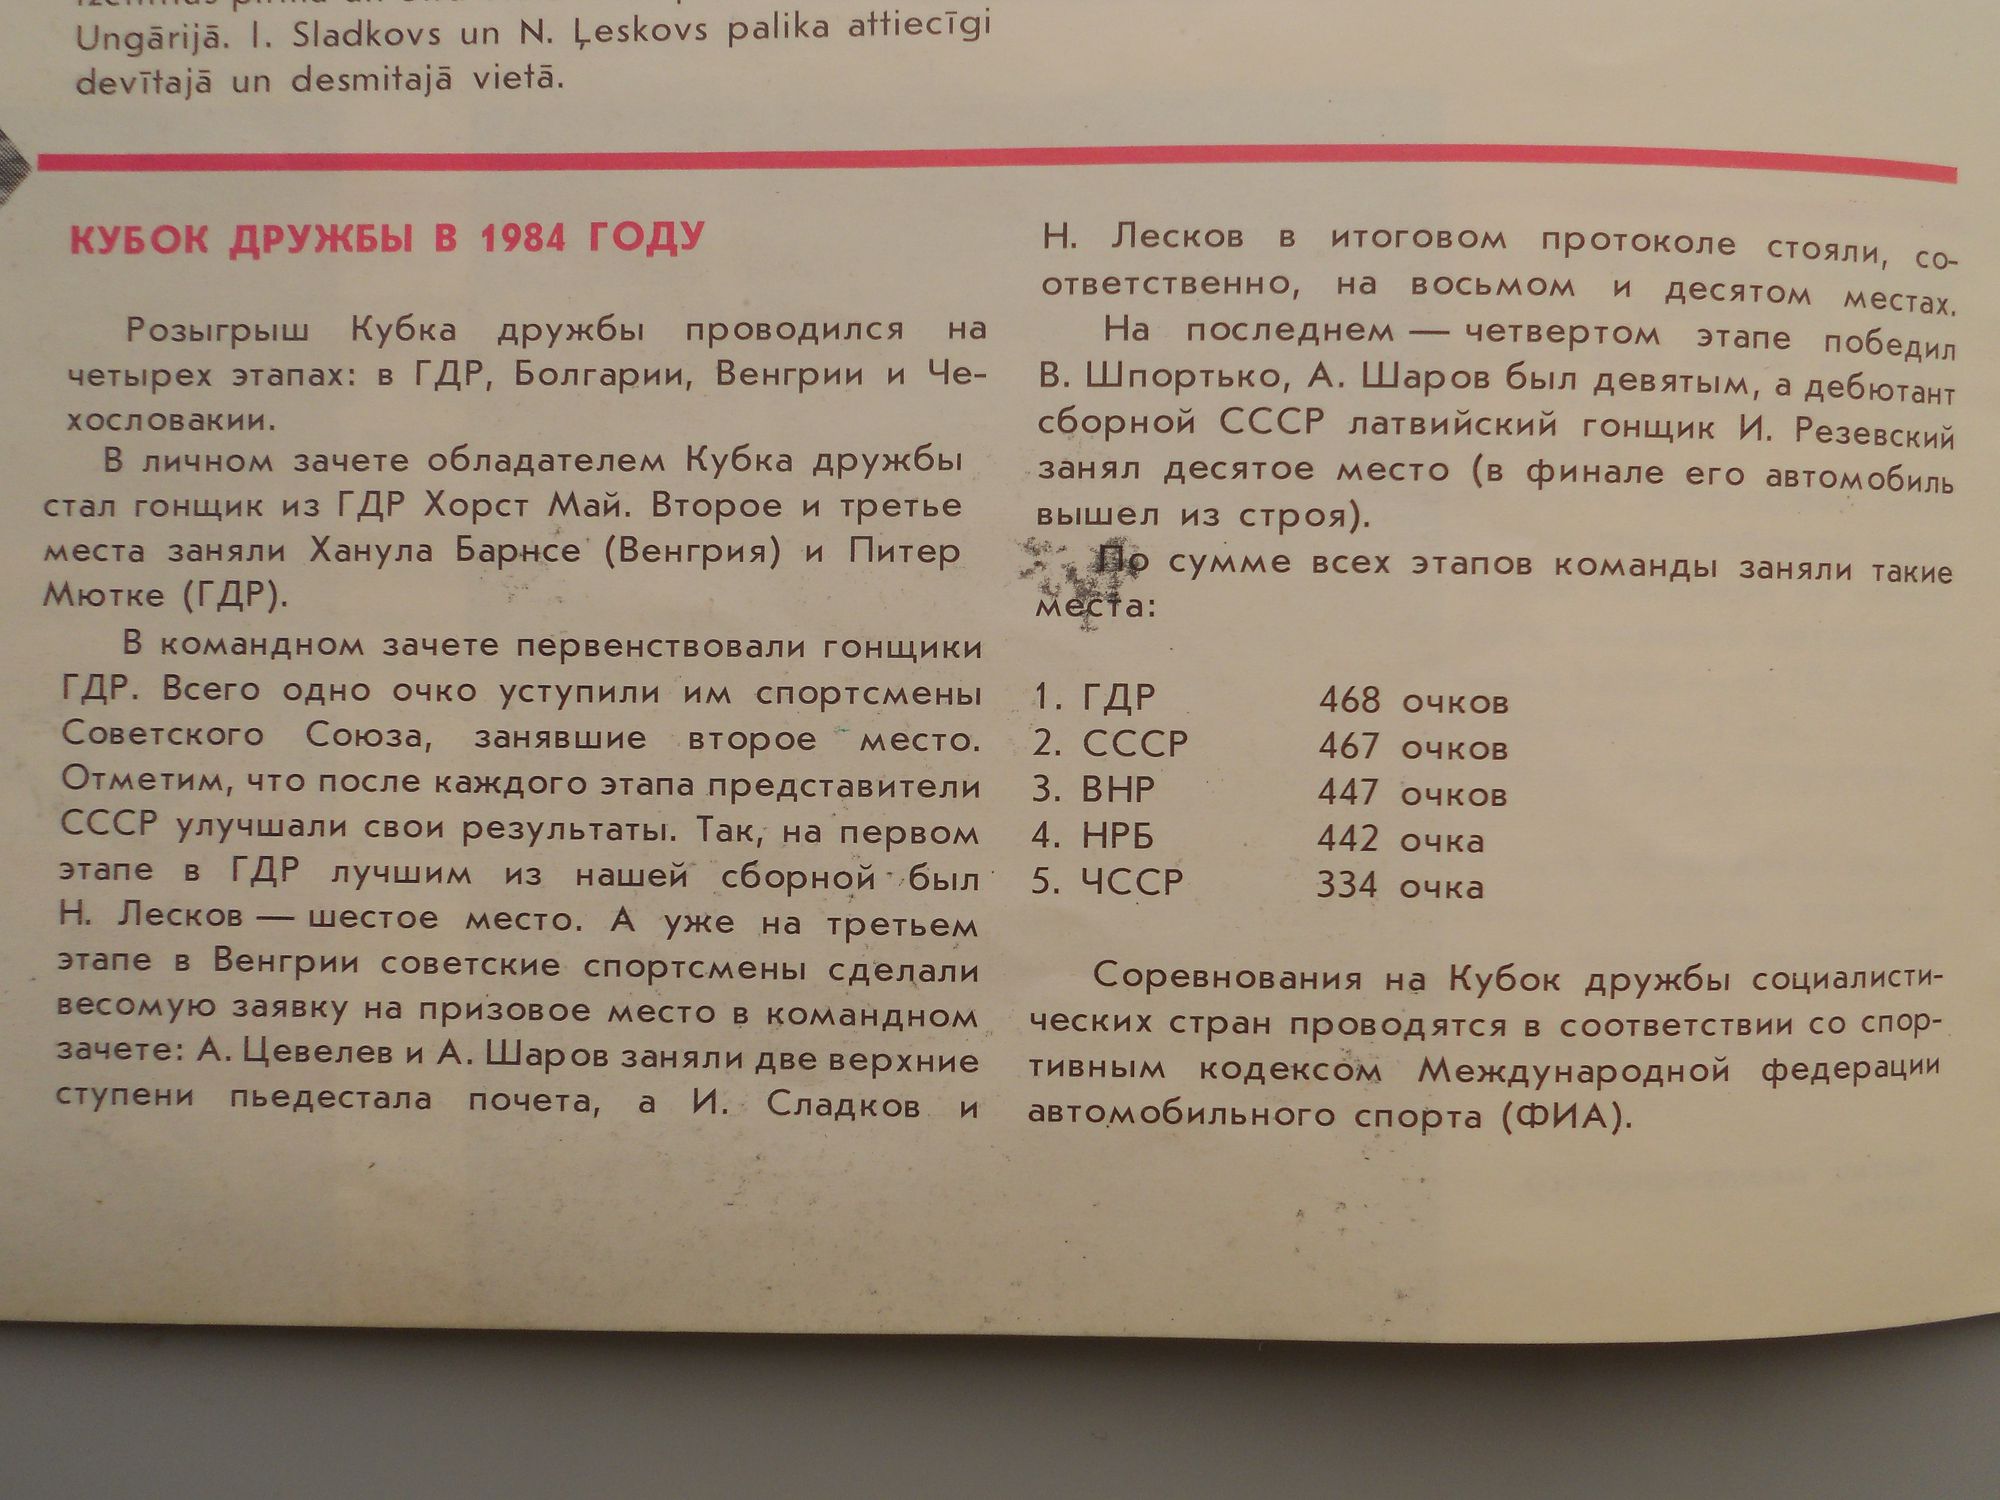 Ungārijā. I. Sladkovs un N. Ļeskovs palika attiecīgi
devītajā un desmitajā vietā.
КУБОК ДРУЖБЫ В 1984 ГОДУ
Розыгрыш Кубка дружбы проводился на
четырех этапах: в ГДР, Болгарии, Венгрии и Че-
хословакии.
В личном зачете обладателем Кубка дружбы
стал гонщик из ГДР Хорст Май. Второе и третье
места заняли Ханула Барнсе (Венгрия) и Питер
Мютке (ГДР).
В командном зачете первенствовали гонщики
ГДР. Всего одно очко уступили им спортсмены
Советского Союза, занявшие второе место.
Отметим, что после каждого этапа представители
СССР улучшали свои результаты. Так, на первом
этапе в ГДР лучшим из нашей сборной был
Н. Лесков — шестое место. А уже на третьем
этапе в Венгрии советские спортсмены сделали
весомую заявку на призовое место в командном
зачете: А. Цевелев и А. Шаров заняли две верхние
ступени пьедестала почета, а И. Сладков и
Н. Лесков в итоговом протоколе стояли, со-
ответственно, на восьмом и десятом местах.
На последнем — четвертом этапе победил
В. Шпортько, А. Шаров был девятым, а дебютант
сборной СССР латвийский гонщик И. Резевский
занял десятое место (в финале его автомобиль
вышел из строя).
По сумме всех этапов команды заняли такие
места:
1. ГДР 468 очков
2. СССР 467 очков
3. ВНР 447 очков
4. НРБ 442 очка
5. ЧССР 334 очка
Соревнования на Кубок дружбы социалисти-
ческих стран проводятся в соответствии со спор-
тивным кодексом Международной федерации
автомобильного спорта (ФИА).